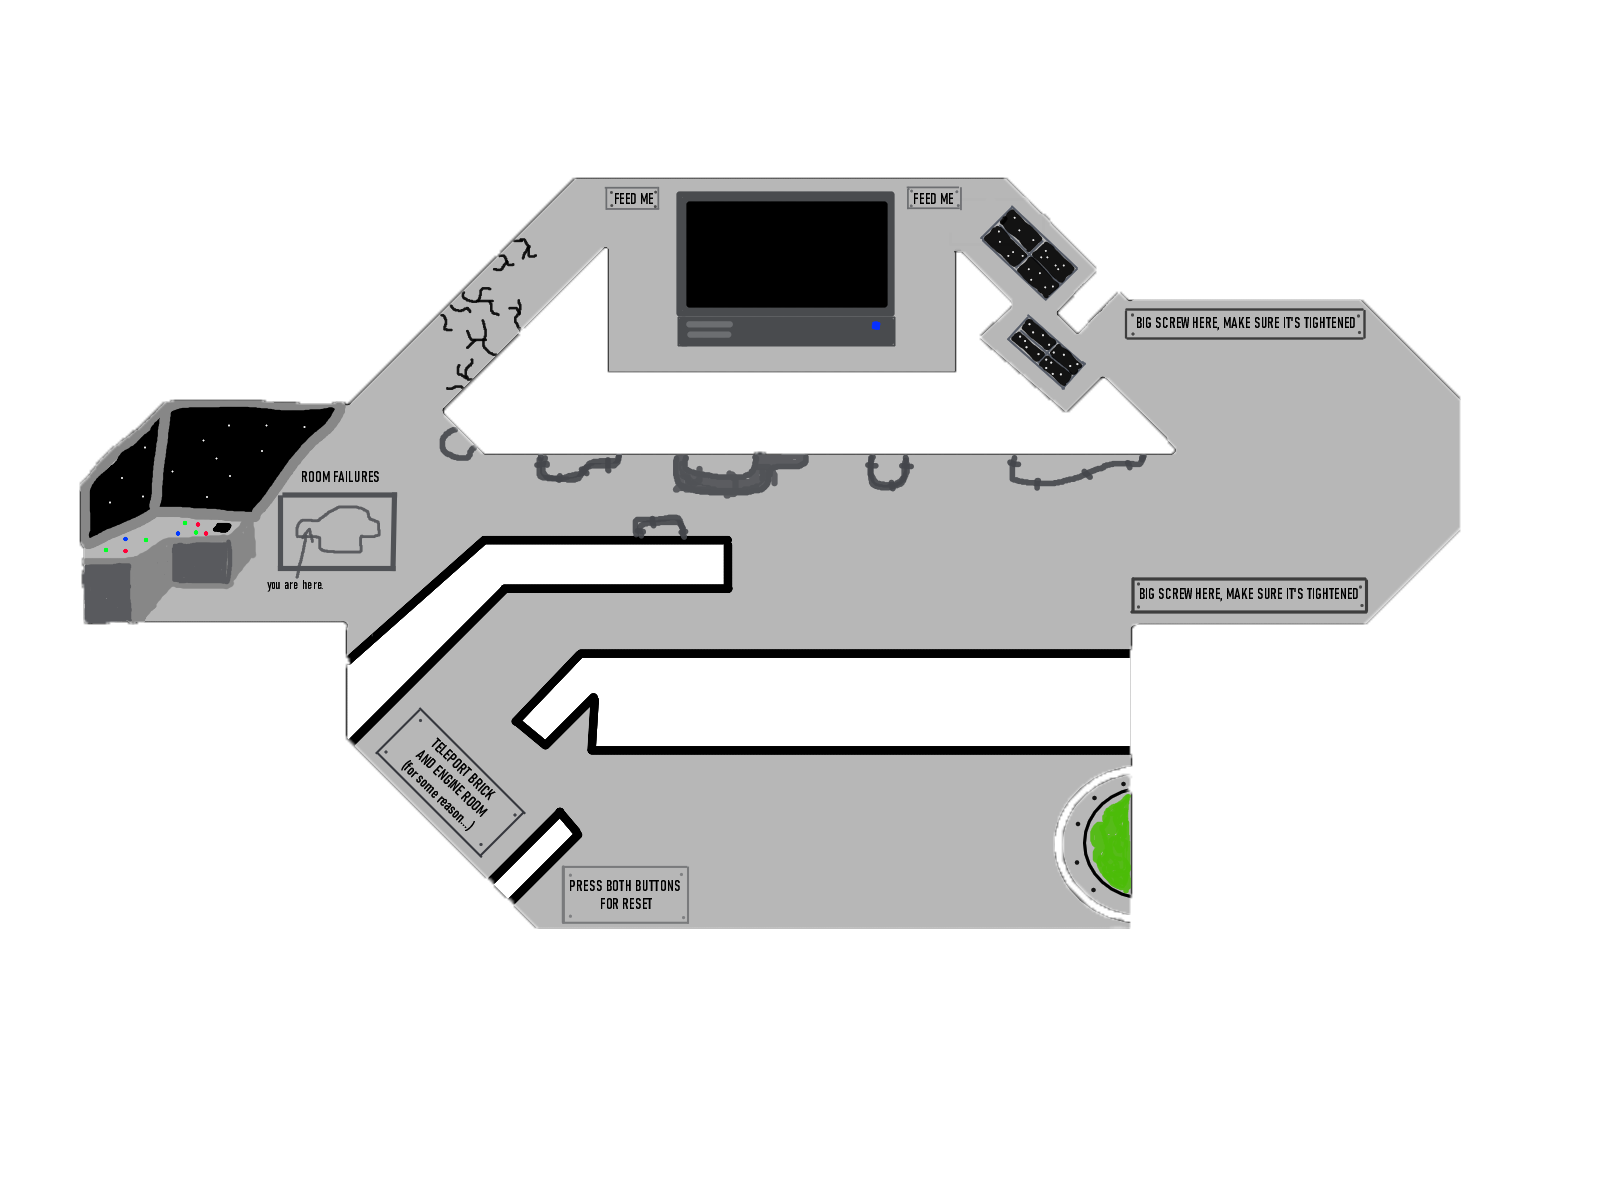 FEED ME
FEED ME
BIG SCREW HERE, MAKE SURE IT'S TIGHTENED
ROOM FAILURES
you are here.
BIG SCREW HERE, MAKE SURE IT'S TIGHTENED
TELEPORT BRICK
AND ENGINE ROOM
(for some reason...)
PRESS BOTH BUTTONS
FOR RESET